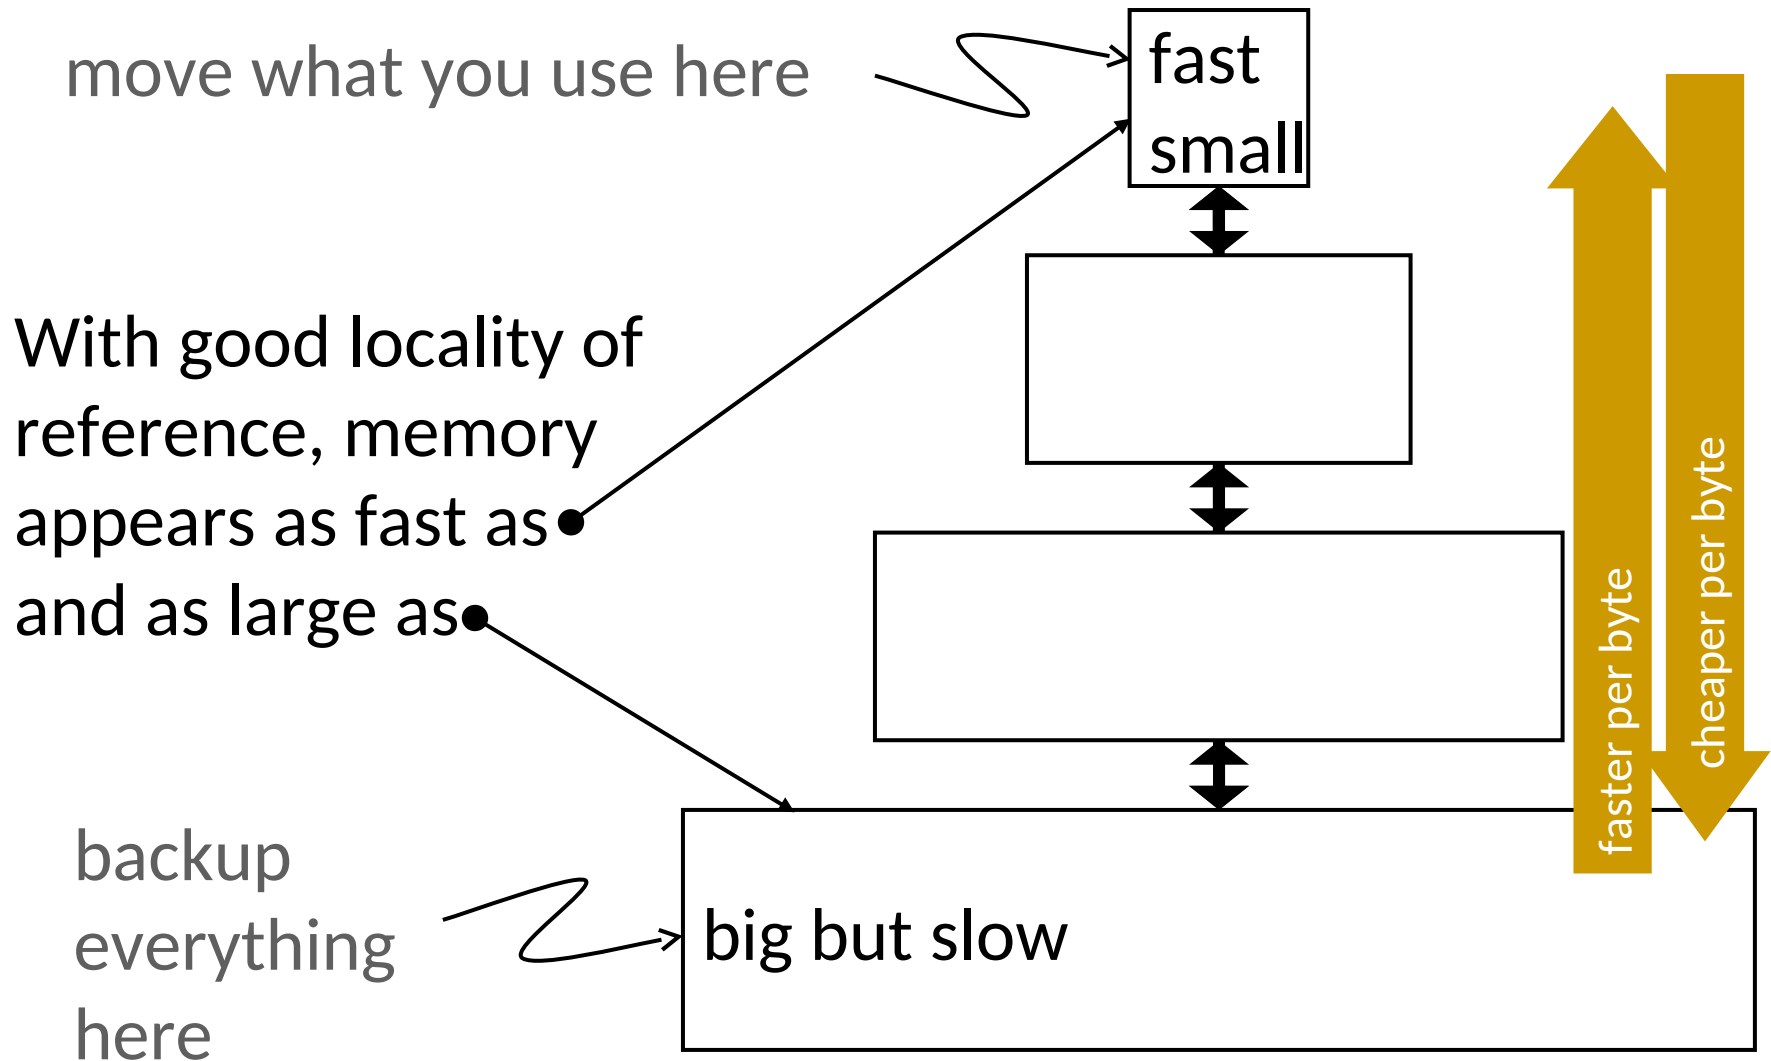 move what you use here
fast
small
With good locality of
reference, memory
appears as fast as
and as large as
faster per byte
cheaper per byte
backup
everything
here
big but slow